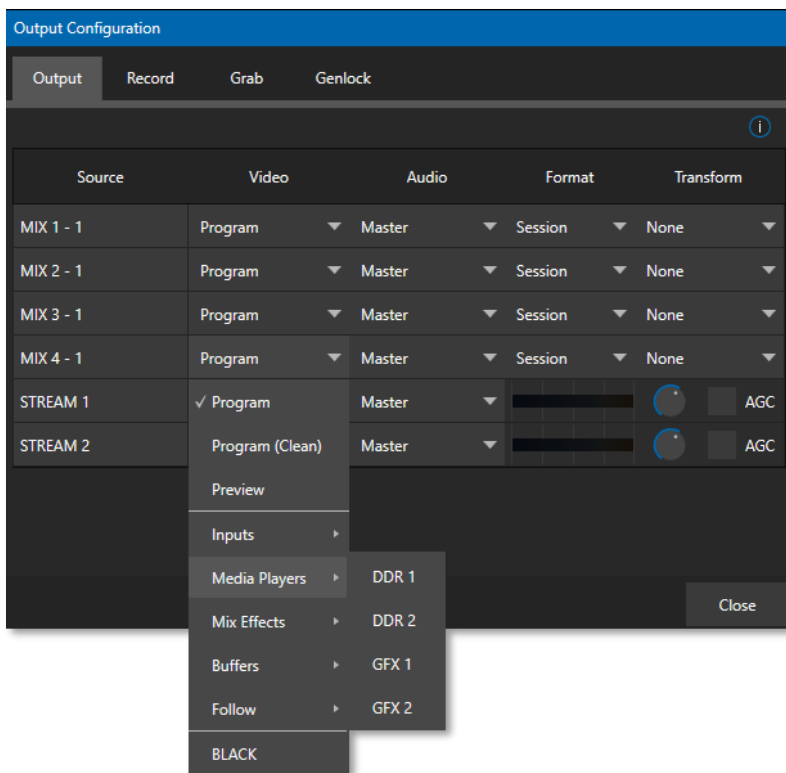 Output Configuration
Output Record Grab Genlock
i
Source Video Audio Format Transform
MIX 1 - 1 Program Master Session None
MIX 2 - 1 Program Master Session None
MIX 3 - 1 Program Master Session None
MIX 4 - 1 Program Master Session None
STREAM 1 ✓ Program Master AGC
STREAM 2 Program (Clean) Master AGC
Preview
Inputs
Media Players DDR 1
Close
Mix Effects DDR 2
Buffers GFX 1
Follow GFX 2
BLACK